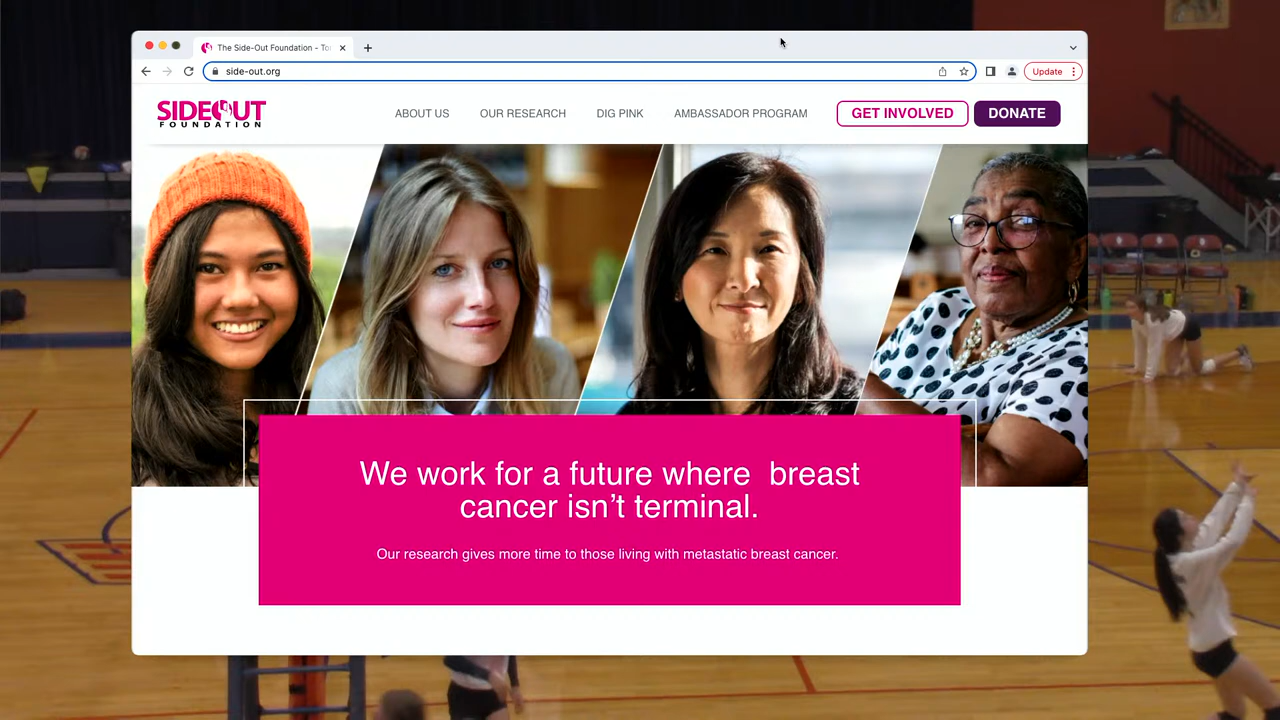 The Side-Out Foundation - To
side-out.org
Update
SIDEOUT
FOUNDATION
ABOUT US
OUR RESEARCH
DIG PINK
AMBASSADOR PROGRAM
GET INVOLVED
DONATE
We work for a future where breast
cancer isn’t terminal.
Our research gives more time to those living with metastatic breast cancer.